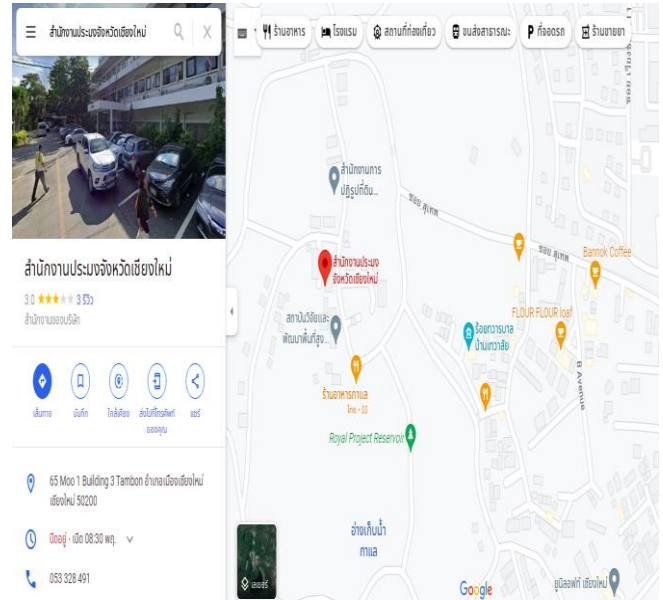 สำนักงานประมงจังหวัดเชียงใหม่
ร้านอาหาร
โรงแรม
สถานที่ท่องเที่ยว
ขนส่งสาธารณะ
P ที่จอดรถ
ร้านขายยา
สำนักงานประมงจังหวัดเชียงใหม่
3.0 3 รีวิว
สำนักงานของบริษัท
เส้นทาง
บันทึก
ใกล้เคียง
ส่งไปที่โทรศัพท์
ของคุณ
แชร์
65 Moo 1 Building 3 Tambon อำเภอเมืองเชียงใหม่
เชียงใหม่ 50200
ปิดอยู่ · เปิด 08:30 พฤ.
053 328 491
สำนักงานการ
ปฏิรูปที่ดิน...
ซอย สุเทพ
สำนักงานประมง
จังหวัดเชียงใหม่
ซอย สุเทพ
Bannok Coffee
สถาบันวิจัยและ
พัฒนาพื้นที่สูง...
FLOUR FLOUR loaf
ร้อยกวารบาล
บ้านเทวาลัย
ร้านอาหารกาแล
ไทย • $$
B Avenue
Royal Project Reservoir
อ่างเก็บน้ำ
กาแล
เลเยอร์
Google
ยูนิลอฟท์ เชียงใหม่